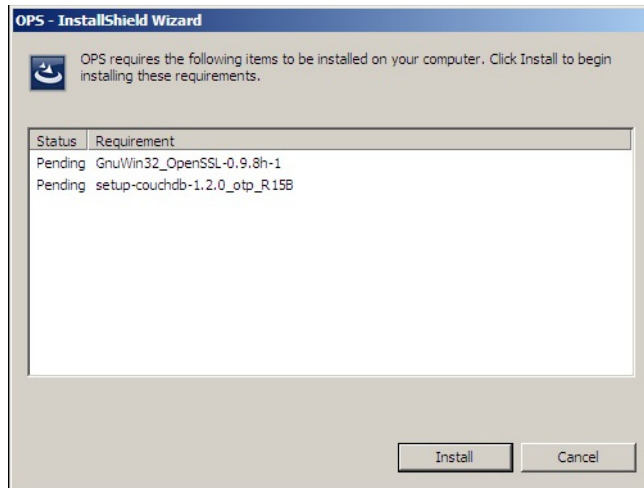 OPS - InstallShield Wizard
OPS requires the following items to be installed on your computer. Click Install to begin
installing these requirements.
Status Requirement
Pending GnuWin32_OpenSSL-0.9.8h-1
Pending setup-couchdb-1.2.0_otp_R15B
Install Cancel